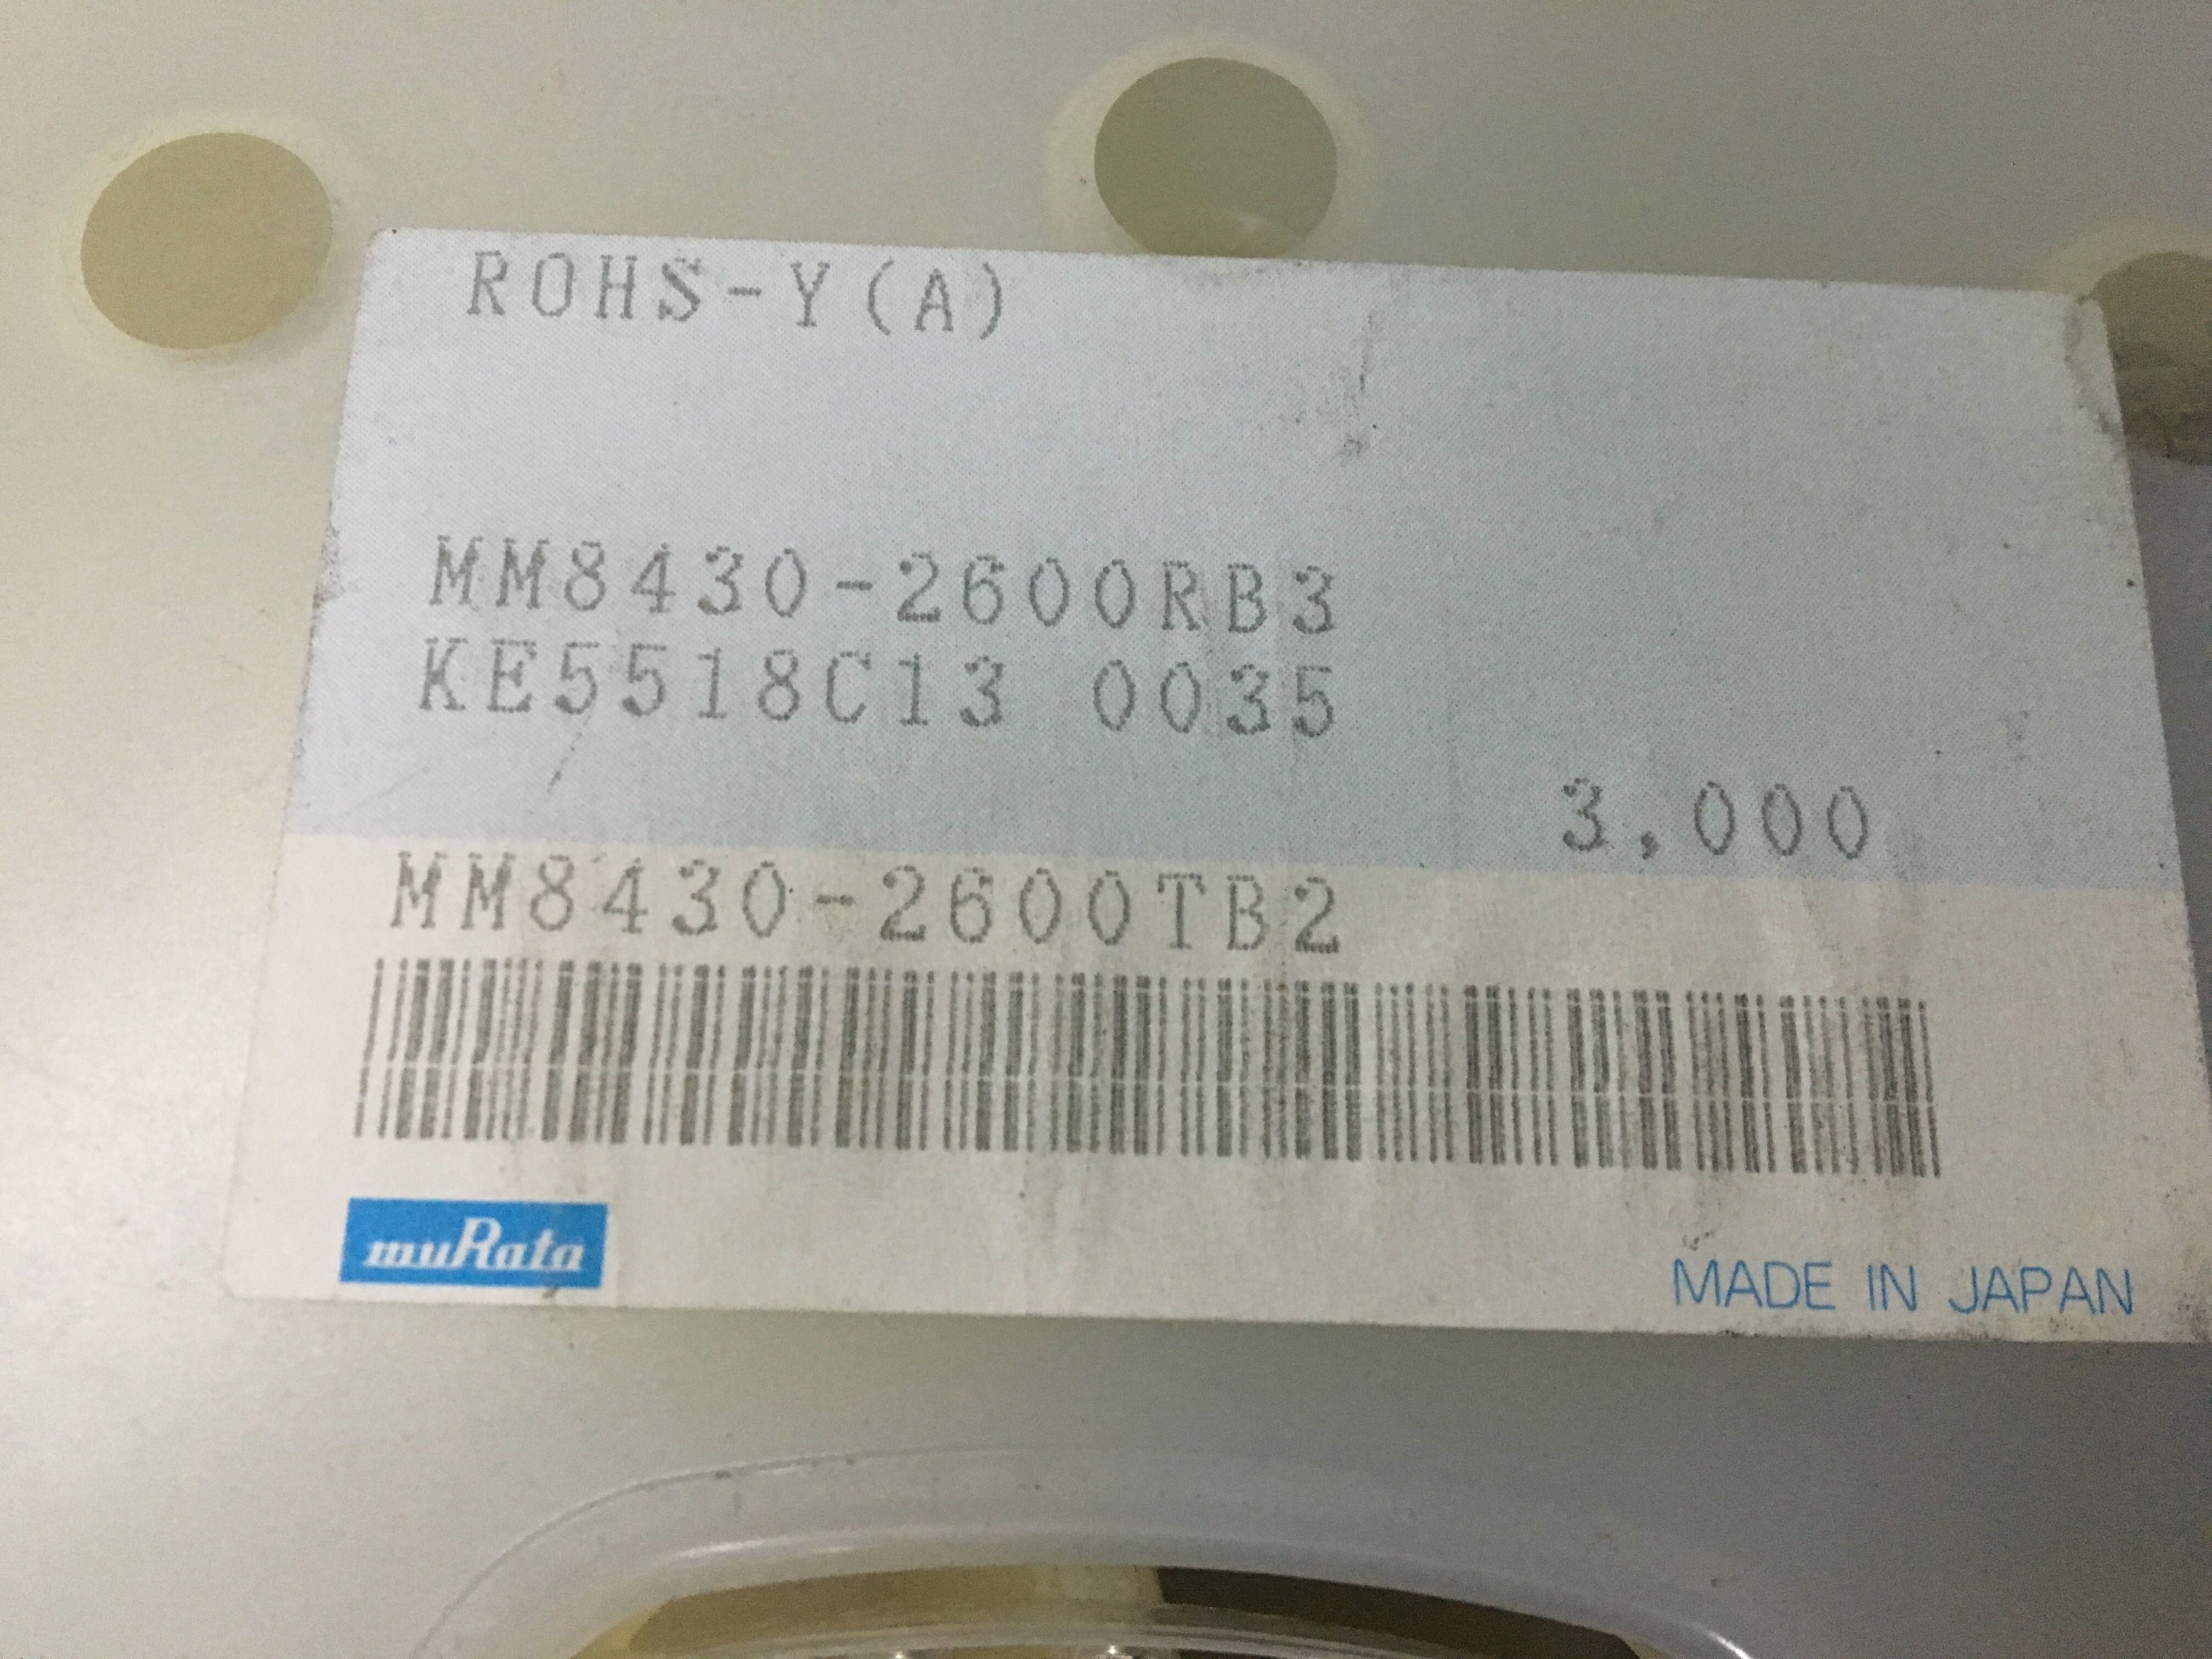 ROHS-Y(A)
MM8430-2600RB3
KE5518C13 0035
3,000
MM8430-2600TB2
muRata
MADE IN JAPAN